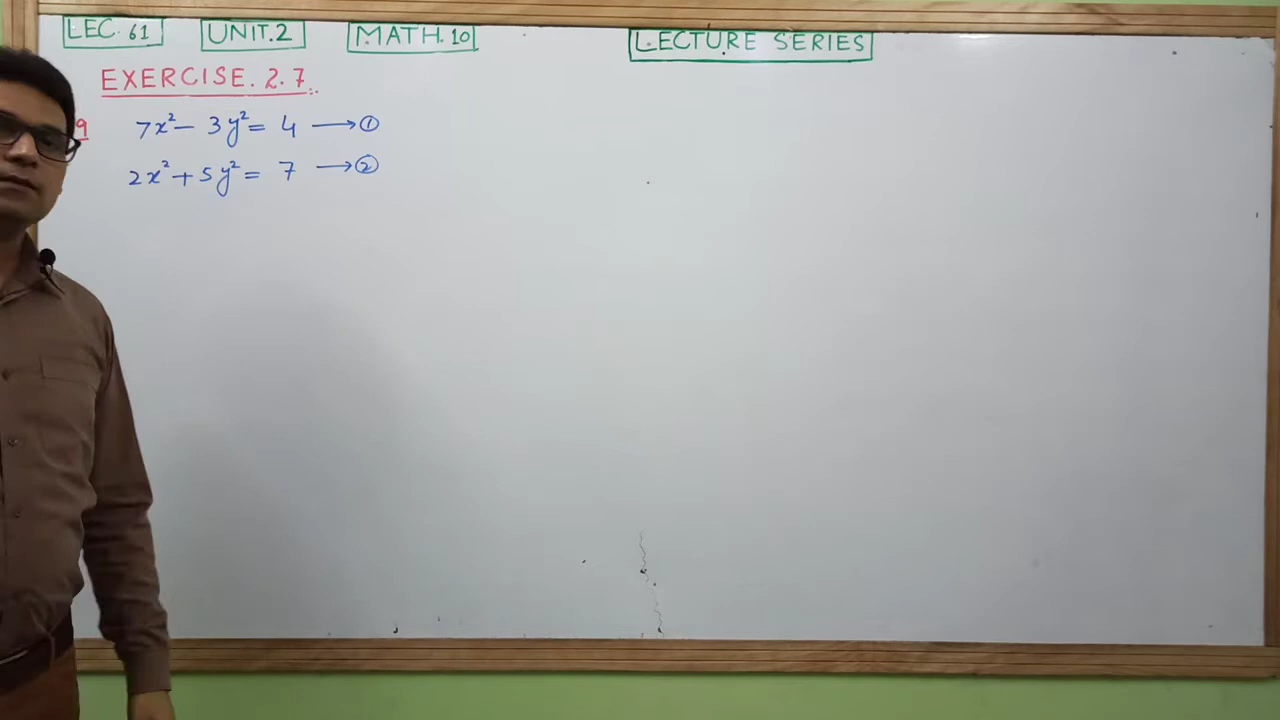 LEC. 61 UNIT.2 MATH.10 LECTURE SERIES
EXERCISE. 2.7
9 7x² − 3y² = 4 → ①
2x² + 5y² = 7 → ②